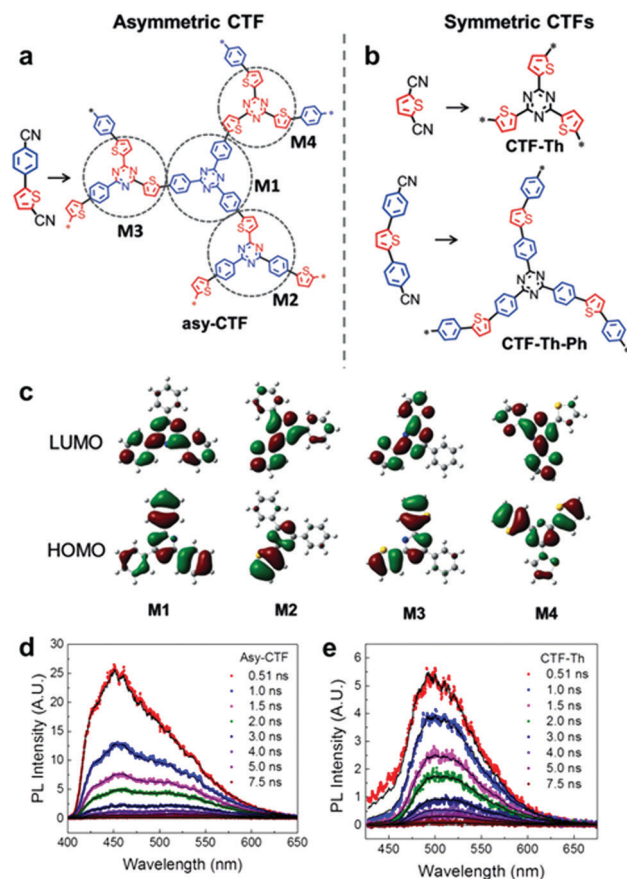 Asymmetric CTF
Symmetric CTFs
a
CN
CN
S
N
M1
M2
M3
M4
asy-CTF
b
CN
S
CN
CTF-Th
CN
S
CN
CTF-Th-Ph
c
LUMO
HOMO
M1 M2 M3 M4
d
PL Intensity (A.U.)
30
25
20
15
10
5
0
Asy-CTF
0.51 ns
1.0 ns
1.5 ns
2.0 ns
3.0 ns
4.0 ns
5.0 ns
7.5 ns
400 450 500 550 600 650
Wavelength (nm)
e
PL Intensity (A.U.)
6
5
4
3
2
1
0
CTF-Th
0.51 ns
1.0 ns
1.5 ns
2.0 ns
3.0 ns
4.0 ns
5.0 ns
7.5 ns
450 500 550 600 650
Wavelength (nm)